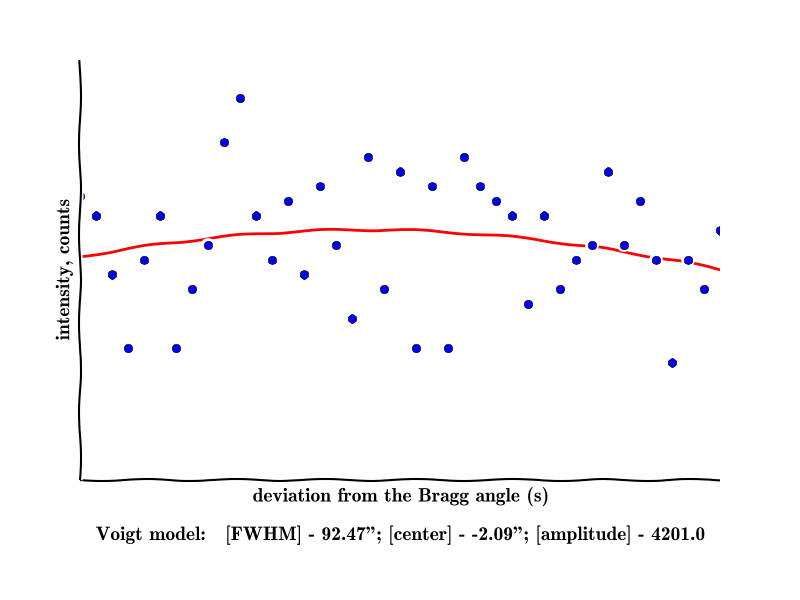 intensity, counts
deviation from the Bragg angle (s)
Voigt model: [FWHM] - 92.47”; [center] - -2.09”; [amplitude] - 4201.0